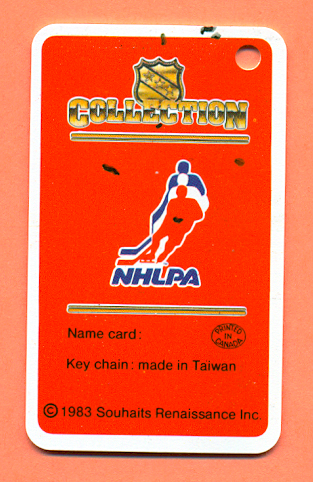 COLLECTION
NHLPA
Name card:
PRINTED
IN
CANADA
Key chain: made in Taiwan
© 1983 Souhaits Renaissance Inc.